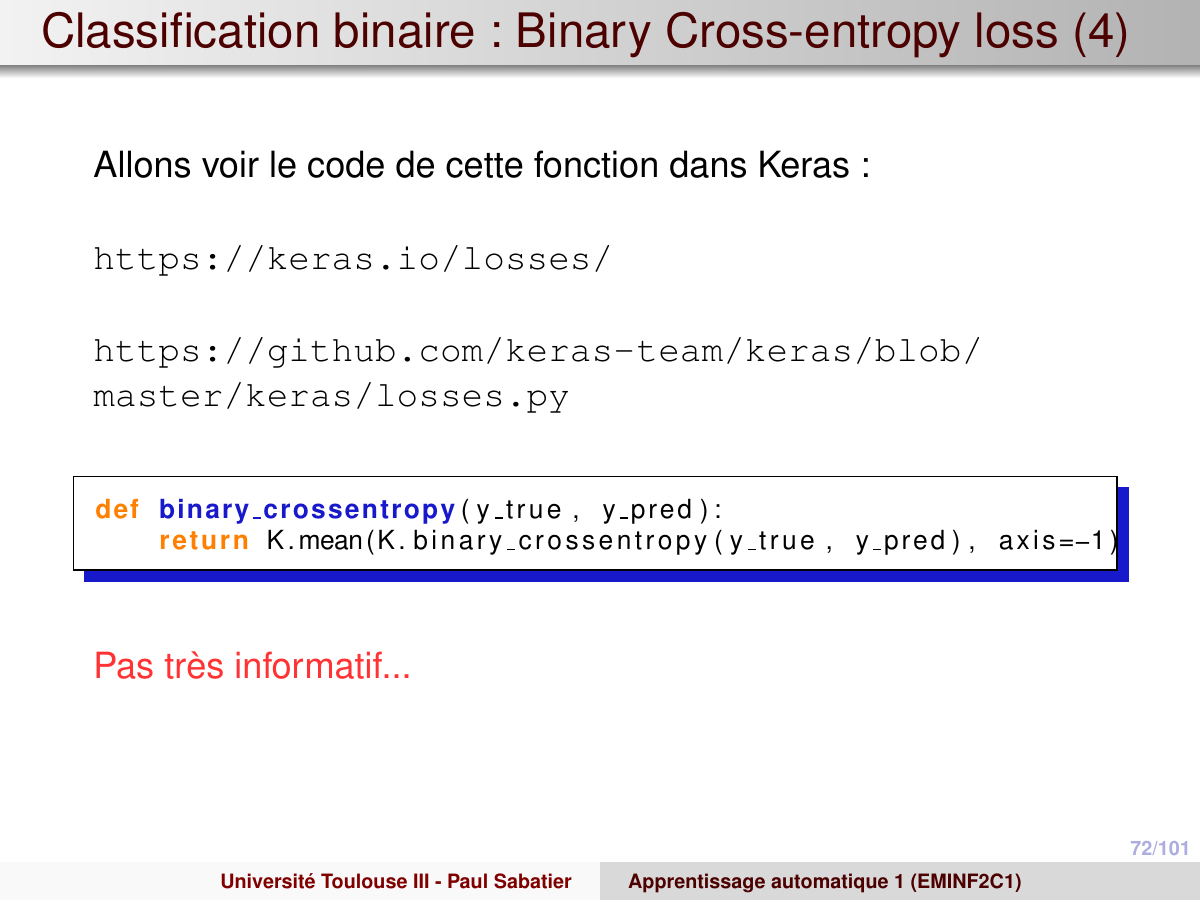 Classification binaire : Binary Cross-entropy loss (4)
Allons voir le code de cette fonction dans Keras :
https://keras.io/losses/
https://github.com/keras-team/keras/blob/
master/keras/losses.py
def binary_crossentropy(y_true, y_pred):
    return K.mean(K.binary_crossentropy(y_true, y_pred), axis=-1)
Pas très informatif...
72/101
Université Toulouse III - Paul Sabatier
Apprentissage automatique 1 (EMINF2C1)